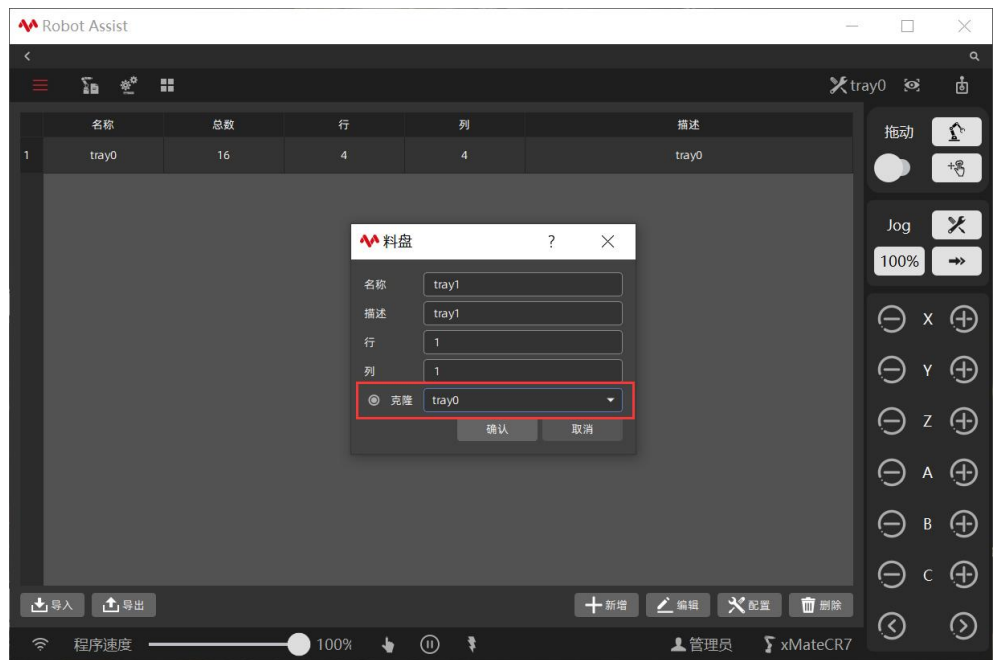 Robot Assist
tray0
名称 总数 行 列 描述
1 tray0 16 4 4 tray0
拖动
Jog
100%
料盘 ?
名称 tray1
描述 tray1
行 1
列 1
克隆 tray0
确认 取消
X
Y
Z
A
B
C
导入 导出 新增 编辑 配置 删除
程序速度 100% 管理员 xMateCR7